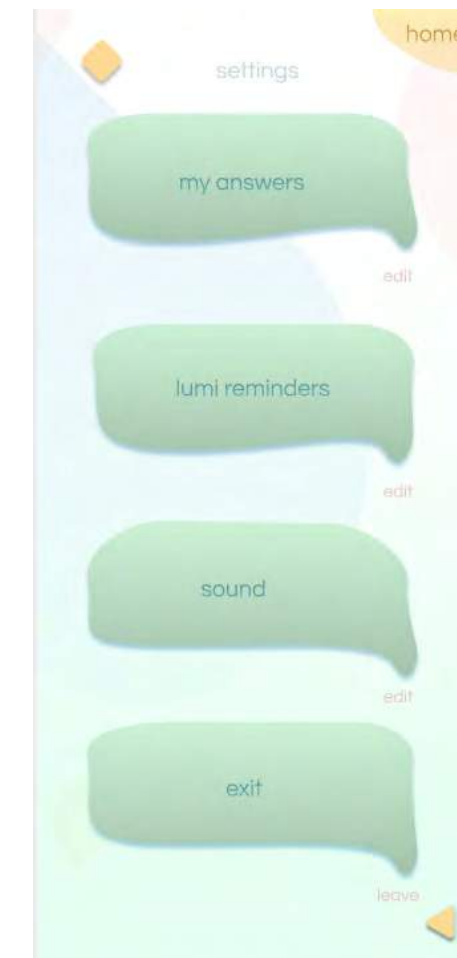 home
settings
my answers
edit
lumi reminders
edit
sound
edit
exit
leave